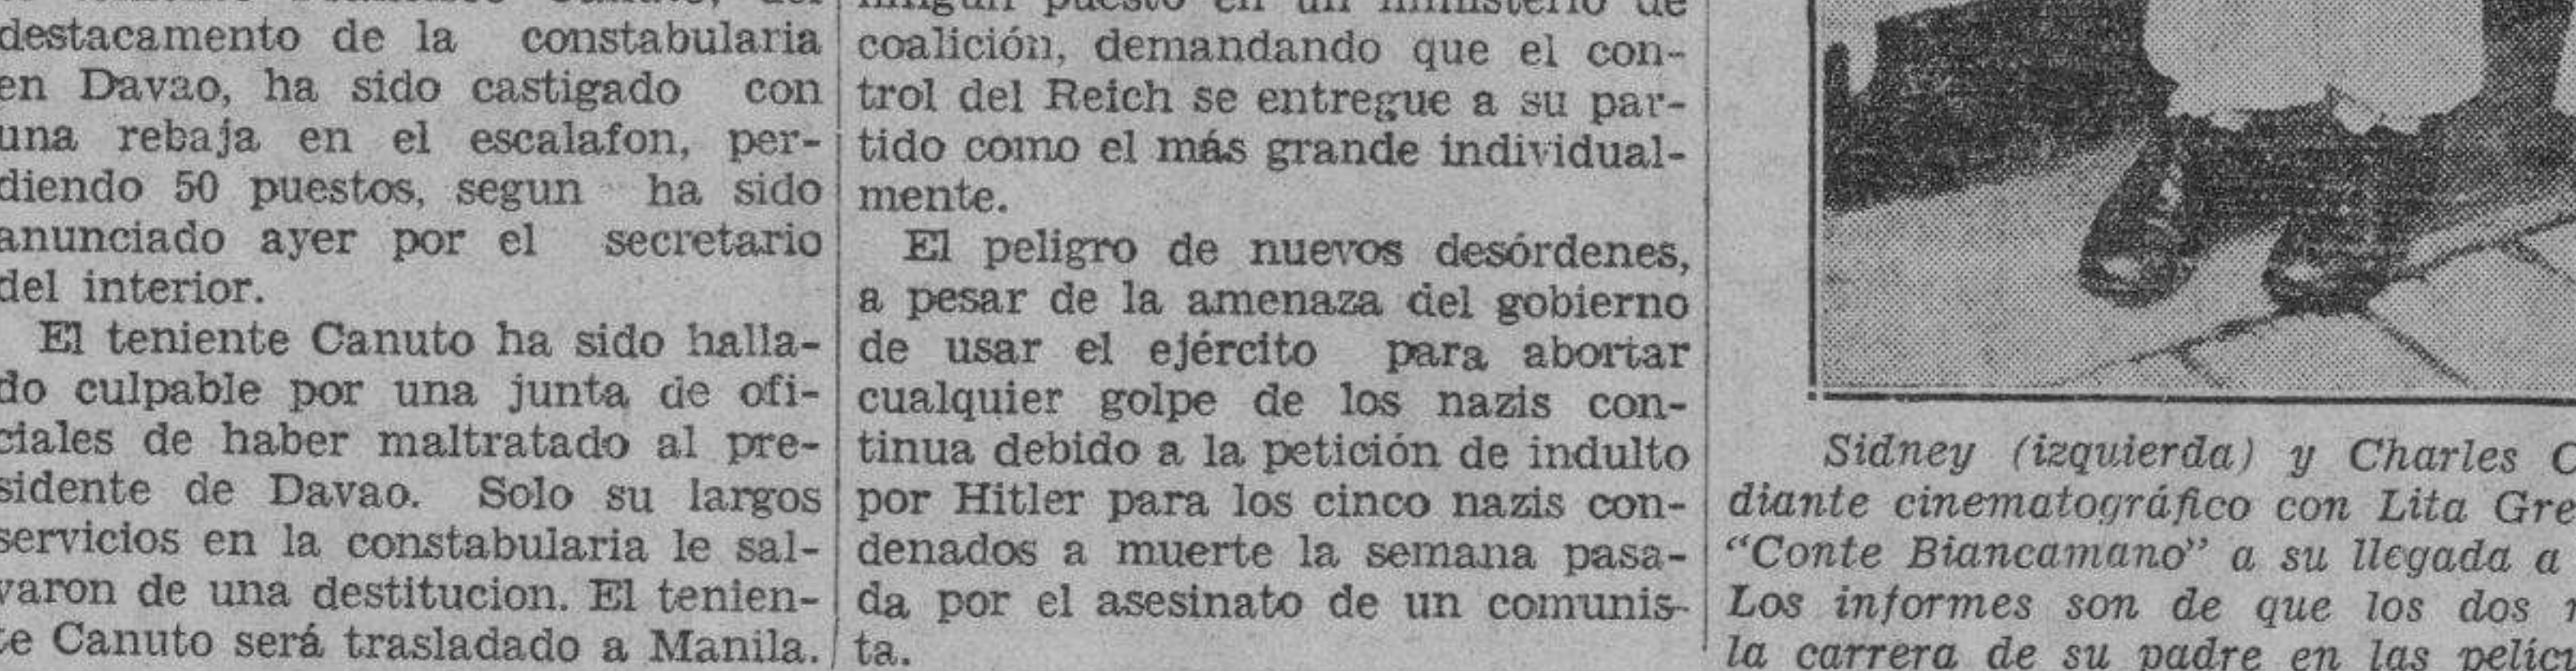 destacamento de la constabularia
en Davao, ha sido castigado con
una rebaja en el escalafon, per-
diendo 50 puestos, segun ha sido
anunciado ayer por el secretario
del interior.
El teniente Canuto ha sido halla-
do culpable por una junta de ofi-
ciales de haber maltratado al pre-
sidente de Davao. Solo su largos
servicios en la constabularia le sal-
varon de una destitucion. El tenien-
te Canuto será trasladado a Manila.
ningún puesto en un ministerio de
coalición, demandando que el con-
trol del Reich se entregue a su par-
tido como el más grande individual-
mente.
El peligro de nuevos desórdenes,
a pesar de la amenaza del gobierno
de usar el ejército para abortar
cualquier golpe de los nazis con-
tinua debido a la petición de indulto
por Hitler para los cinco nazis con-
denados a muerte la semana pasa-
da por el asesinato de un comunis-
ta.
Sidney (izquierda) y Charles C
diante cinematográfico con Lita Gre
"Conte Biancamano" a su llegada a
Los informes son de que los dos
la carrera de su padre en las pelíc